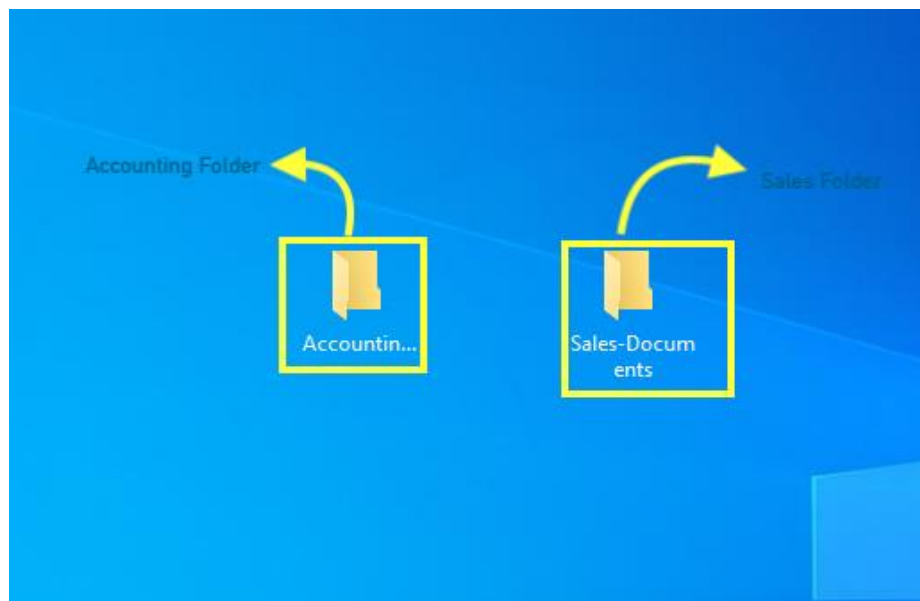 Accounting Folder
Sales Folder
Accountin...
Sales-Docum
ents